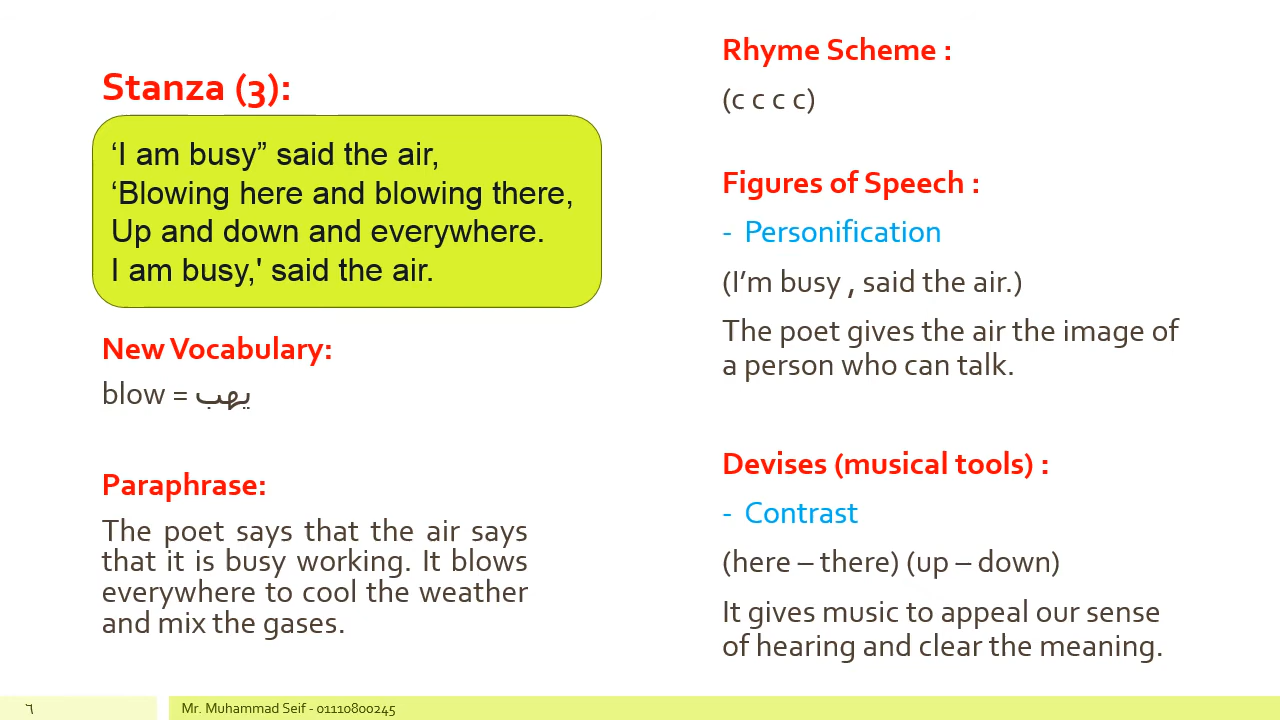 Stanza (3):
‘I am busy” said the air,
‘Blowing here and blowing there,
Up and down and everywhere.
I am busy,' said the air.
New Vocabulary:
blow = يهب
Paraphrase:
The poet says that the air says
that it is busy working. It blows
everywhere to cool the weather
and mix the gases.
Rhyme Scheme :
(c c c c)
Figures of Speech :
- Personification
(I’m busy , said the air.)
The poet gives the air the image of
a person who can talk.
Devises (musical tools) :
- Contrast
(here – there) (up – down)
It gives music to appeal our sense
of hearing and clear the meaning.
٦
Mr. Muhammad Seif - 01110800245